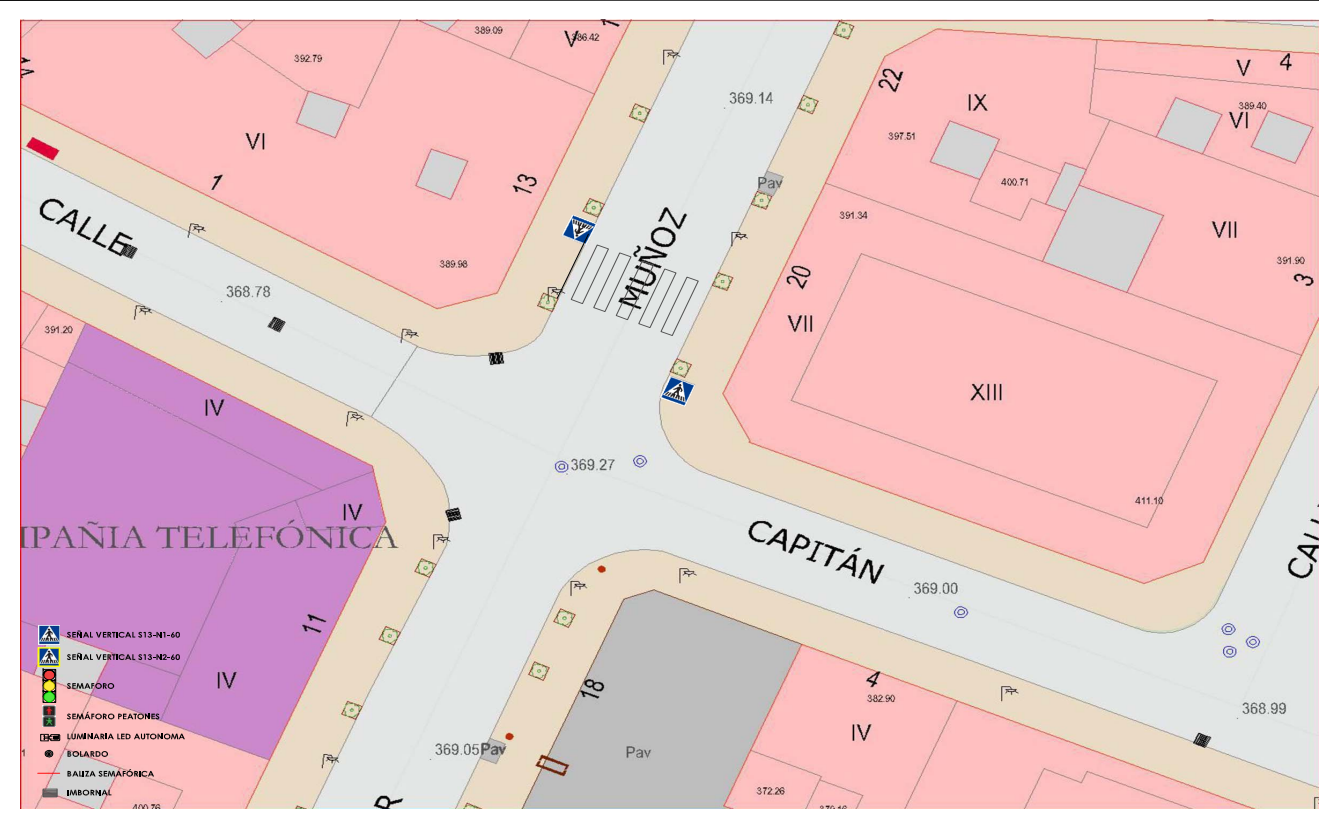 389.09
V
386.42
1
392.79
369.14
22
V
4
IX
389.40
VI
397.51
VI
Pav
400.71
1
13
391.34
CALLE
MUÑOZ
VII
391.90
389.98
20
3
368.78
VII
391.20
XIII
IV
369.27
411.10
IV
IPAÑIA TELEFÓNICA
CAPITÁN
CAL
369.00
11
SEÑAL VERTICAL S13-N1-60
SEÑAL VERTICAL S13-N2-60
SEMAFORO
SEMÁFORO PEATONES
LUMINARIA LED AUTONOMA
BOLARDO
BALIZA SEMAFÓRICA
IMBORNAL
IV
18
4
382.90
368.99
IV
369.05
Pav
Pav
372.26
R